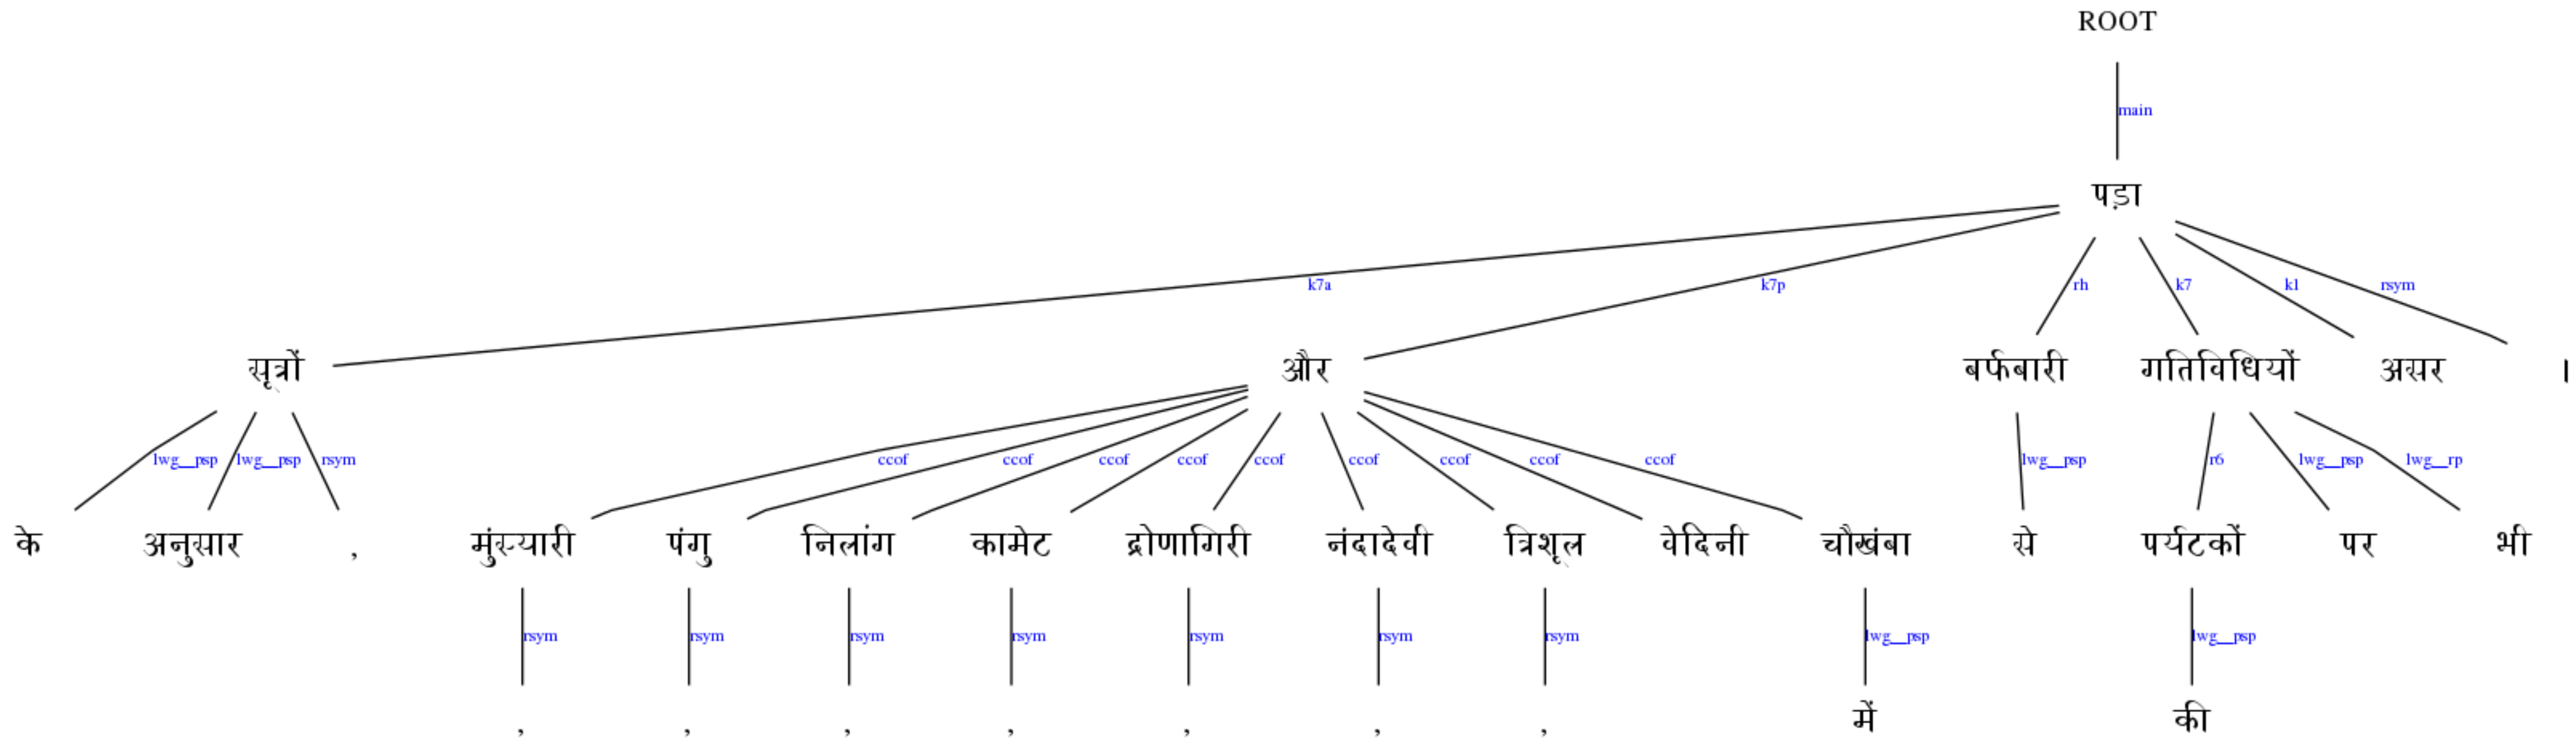 ROOT
main
पड़ा
k7a k7p rh k7 k1 rsym
सूत्रों और बर्फबारी गतिविधियों असर ।
lwg__psp lwg__psp rsym ccof ccof ccof ccof ccof ccof ccof ccof ccof lwg__psp r6 lwg__psp lwg__rp
के अनुसार , मुंस्यारी पंगु निलांग कामेट द्रोणागिरी नंदादेवी त्रिशूल वेदिनी चौखंबा से पर्यटकों पर भी
rsym rsym rsym rsym rsym rsym rsym lwg__psp lwg__psp
, , , , , , , में की